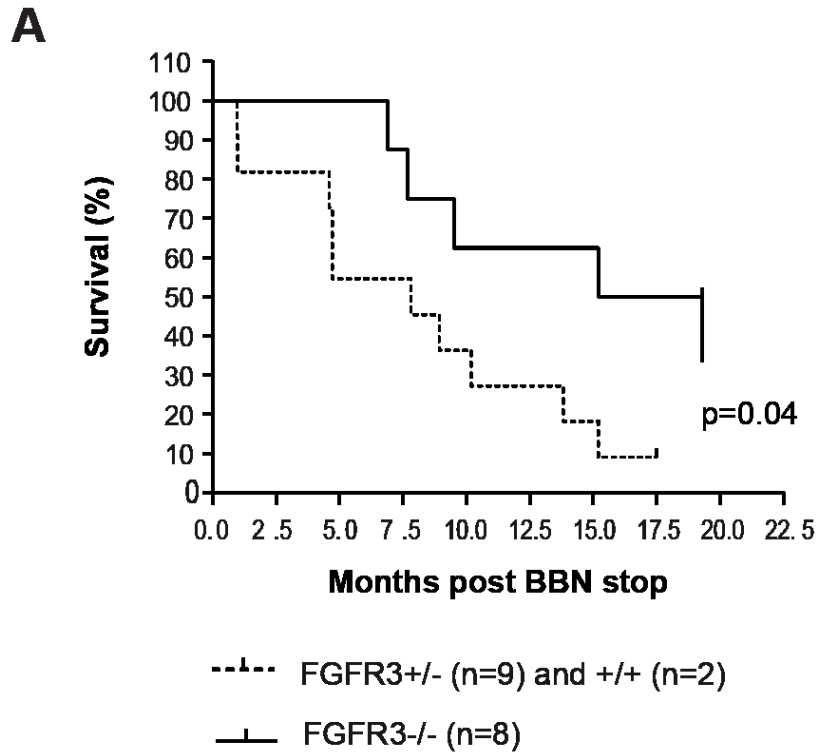 A
110
100
90
80
70
60
50
40
30
20
10
0
Survival (%)
p=0.04
0.0 2 .5 5.0 7 .5 10.0 12.5 15.0 17.5 20.0 22. 5
Months post BBN stop
FGFR3+/- (n=9) and +/+ (n=2)
FGFR3-/- (n=8)